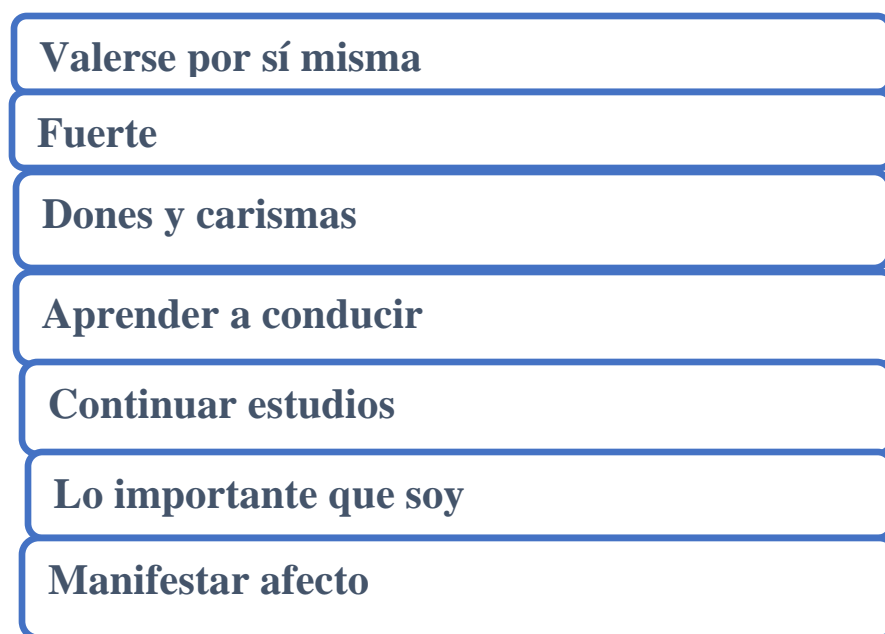 Valerse por sí misma
Fuerte
Dones y carismas
Aprender a conducir
Continuar estudios
Lo importante que soy
Manifestar afecto